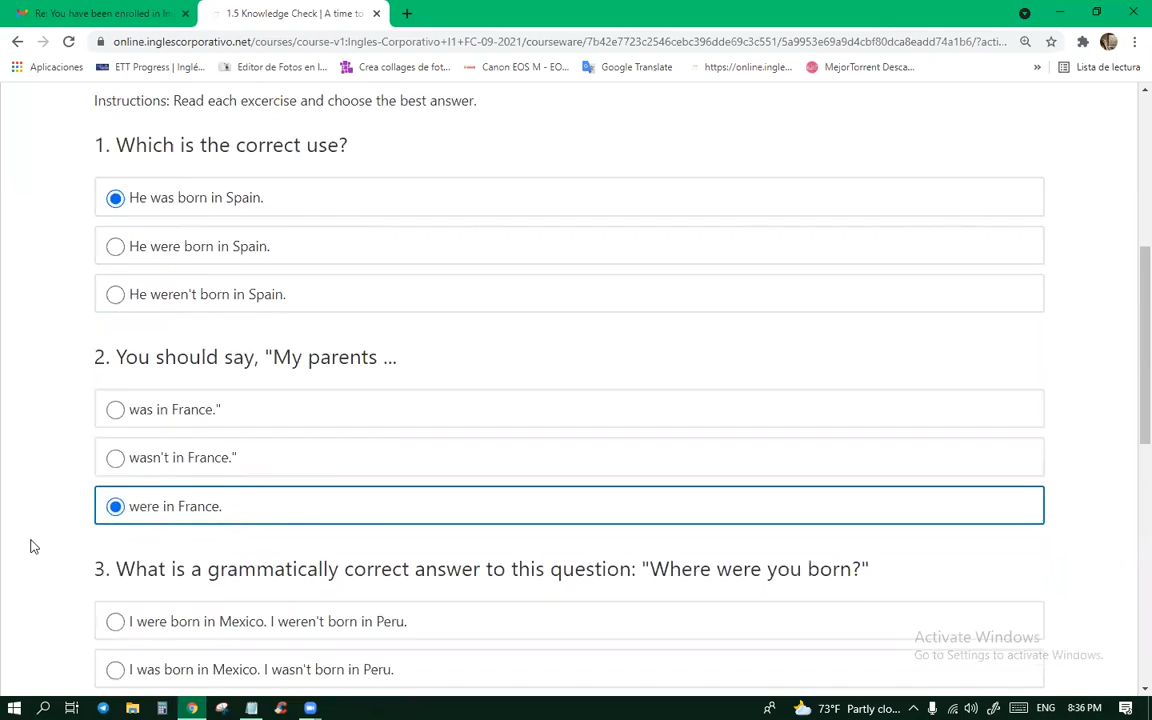 Re: You have been enrolled in In
1.5 Knowledge Check | A time to
online.inglescorporativo.net/courses/course-v1:Ingles-Corporativo+I1+FC-09-2021/courseware/7b42e7723c2546cebc396dde69c3c551/5a9953e69a9d4cbf80dca8eadd74a1b6/?acti...
Aplicaciones ETT Progress | Inglé... Editor de Fotos en I... Crea collages de fot... Canon EOS M - EO... Google Translate https://online.ingle... MejorTorrent Desca... » Lista de lectura
Instructions: Read each excercise and choose the best answer.
1. Which is the correct use?
He was born in Spain.
He were born in Spain.
He weren't born in Spain.
2. You should say, "My parents ...
was in France."
wasn't in France."
were in France.
3. What is a grammatically correct answer to this question: "Where were you born?"
I were born in Mexico. I weren't born in Peru.
I was born in Mexico. I wasn't born in Peru.
Activate Windows
Go to Settings to activate Windows.
73°F Partly clo... ENG 8:36 PM